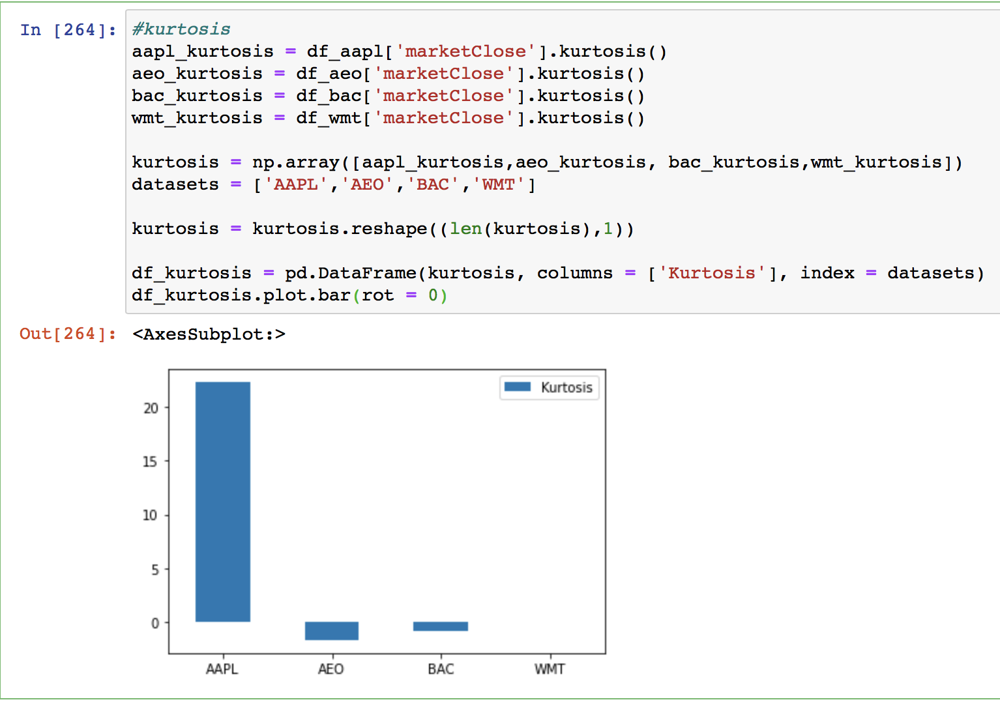 In [264]: #kurtosis
aapl_kurtosis = df_aapl['marketClose'].kurtosis()
aeo_kurtosis = df_aeo['marketClose'].kurtosis()
bac_kurtosis = df_bac['marketClose'].kurtosis()
wmt_kurtosis = df_wmt['marketClose'].kurtosis()
kurtosis = np.array([aapl_kurtosis,aeo_kurtosis, bac_kurtosis,wmt_kurtosis])
datasets = ['AAPL','AEO','BAC','WMT']
kurtosis = kurtosis.reshape((len(kurtosis),1))
df_kurtosis = pd.DataFrame(kurtosis, columns = ['Kurtosis'], index = datasets)
df_kurtosis.plot.bar(rot = 0)
Out[264]: <AxesSubplot:>
Kurtosis
20
15
10
5
0
AAPL AEO BAC WMT